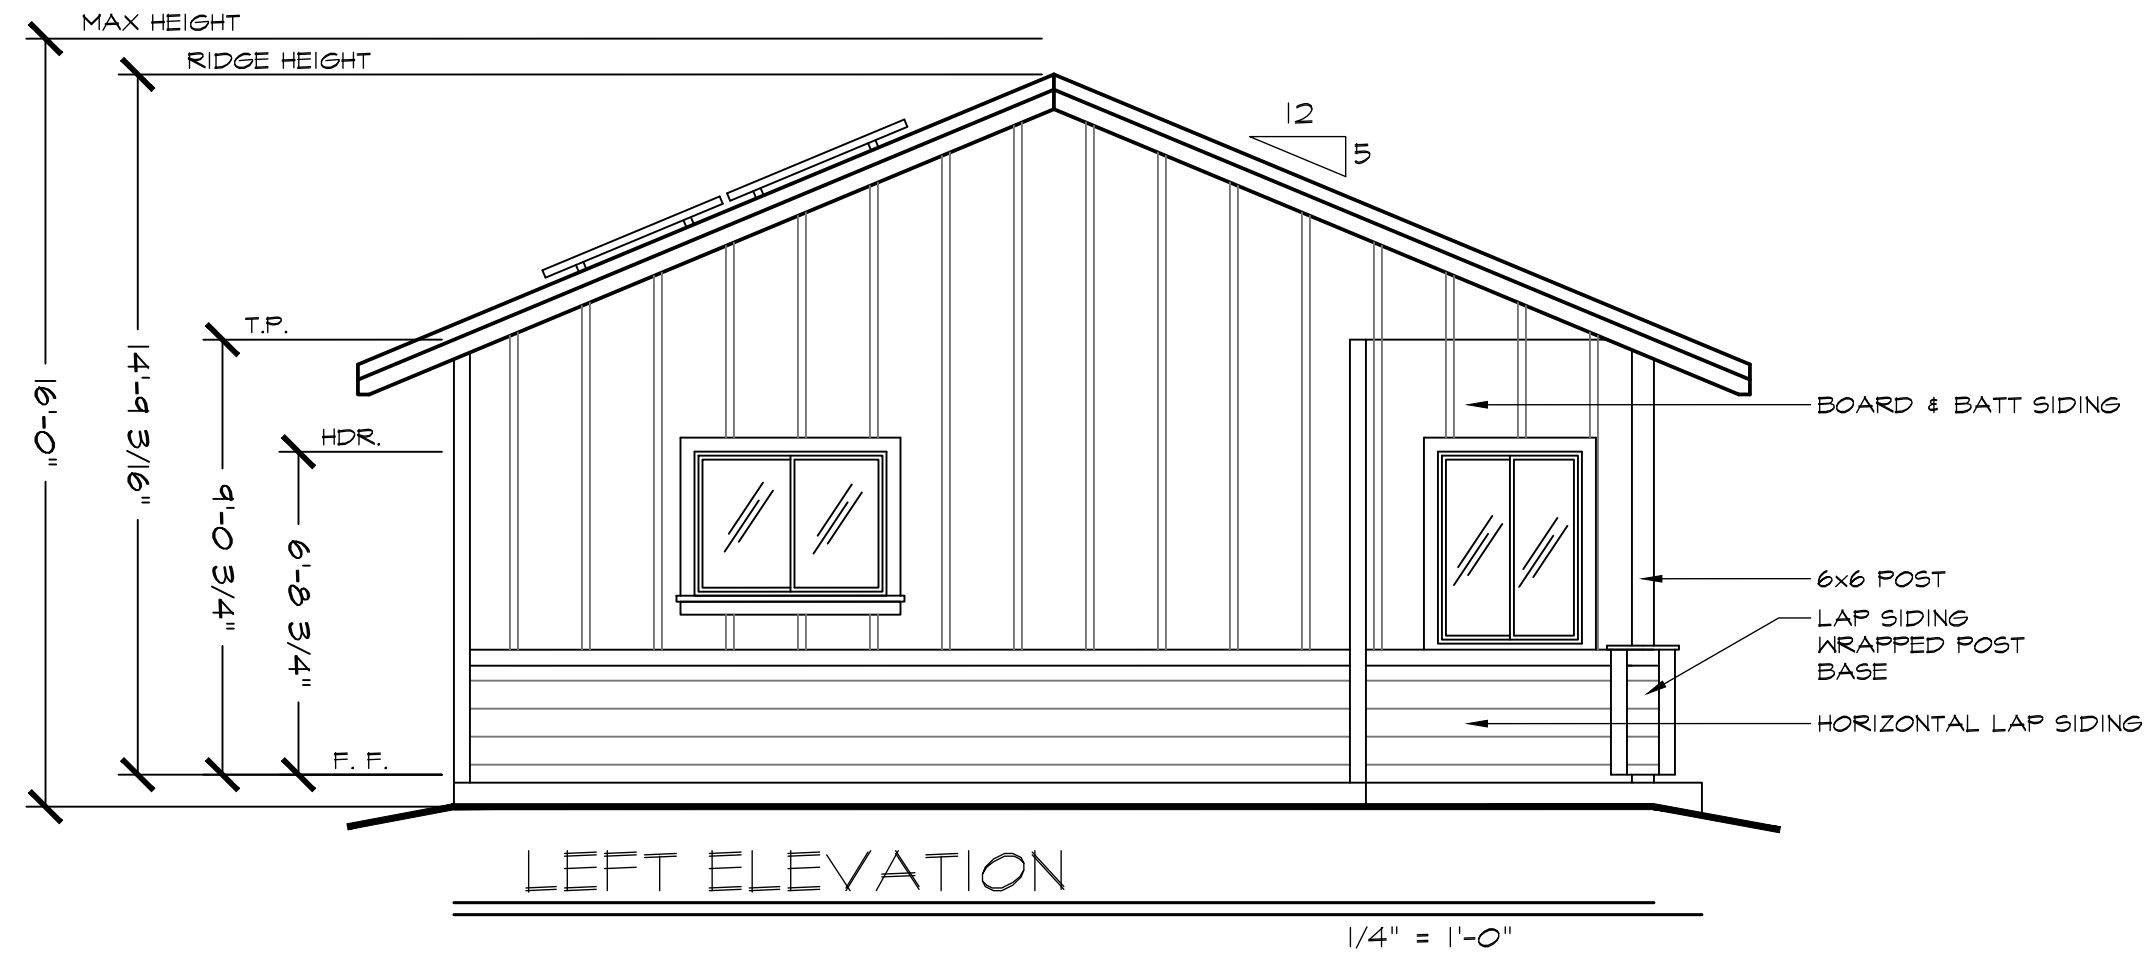 MAX HEIGHT
RIDGE HEIGHT
12
5
T.P.
HDR.
F. F.
16'-0"
14'-9 3/16"
9'-0 3/4"
6'-8 3/4"
BOARD & BATT SIDING
6x6 POST
LAP SIDING
WRAPPED POST
BASE
HORIZONTAL LAP SIDING
LEFT ELEVATION
1/4" = 1'-0"